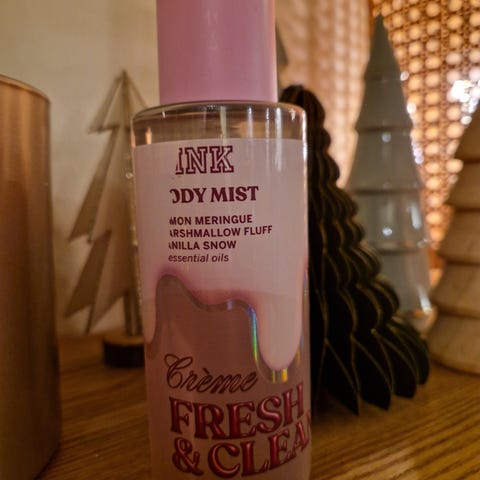 INK
ODY MIST
MON MERINGUE
ARSHMALLOW FLUFF
ANILLA SNOW
essential oils
Crème
FRESH
& CLEA